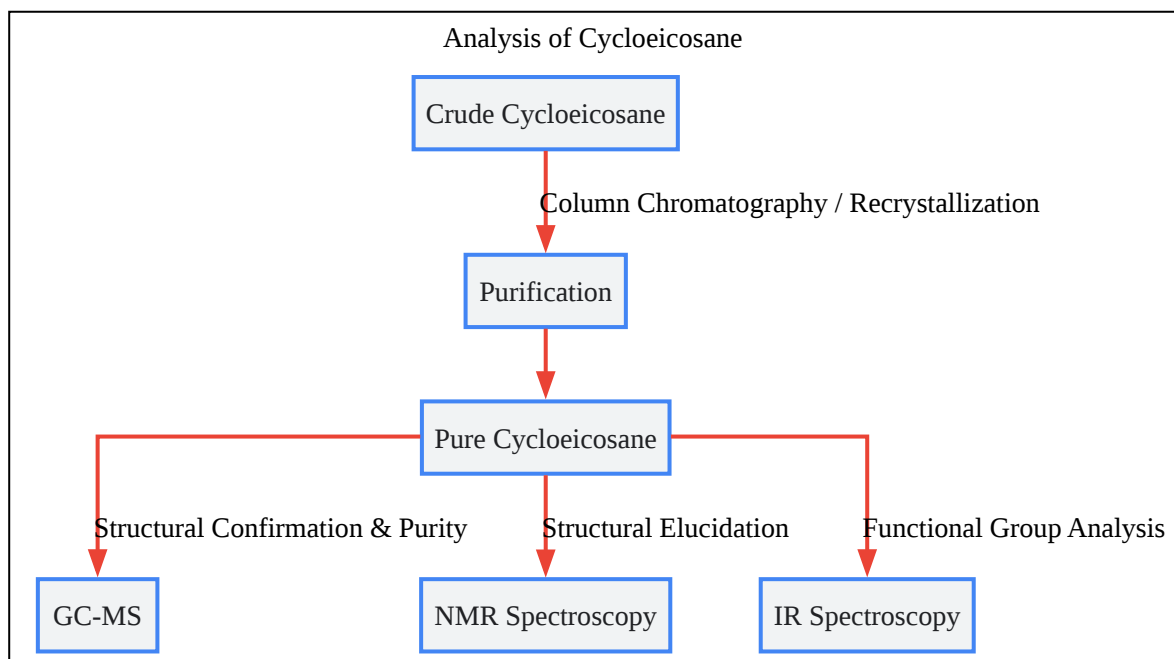 Analysis of Cycloeicosane
Crude Cycloeicosane
Column Chromatography / Recrystallization
Purification
Pure Cycloeicosane
Structural Confirmation & Purity
Structural Elucidation
Functional Group Analysis
GC-MS
NMR Spectroscopy
IR Spectroscopy